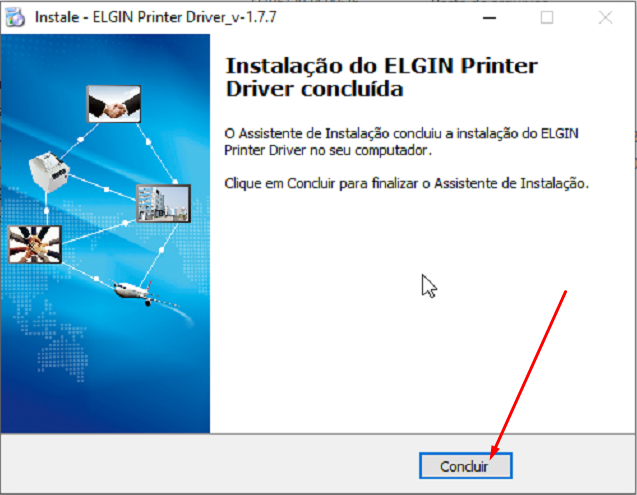 Instale - ELGIN Printer Driver_v-1.7.7
Instalação do ELGIN Printer
Driver concluída
O Assistente de Instalação concluiu a instalação do ELGIN
Printer Driver no seu computador.
Clique em Concluir para finalizar o Assistente de Instalação.
Concluir